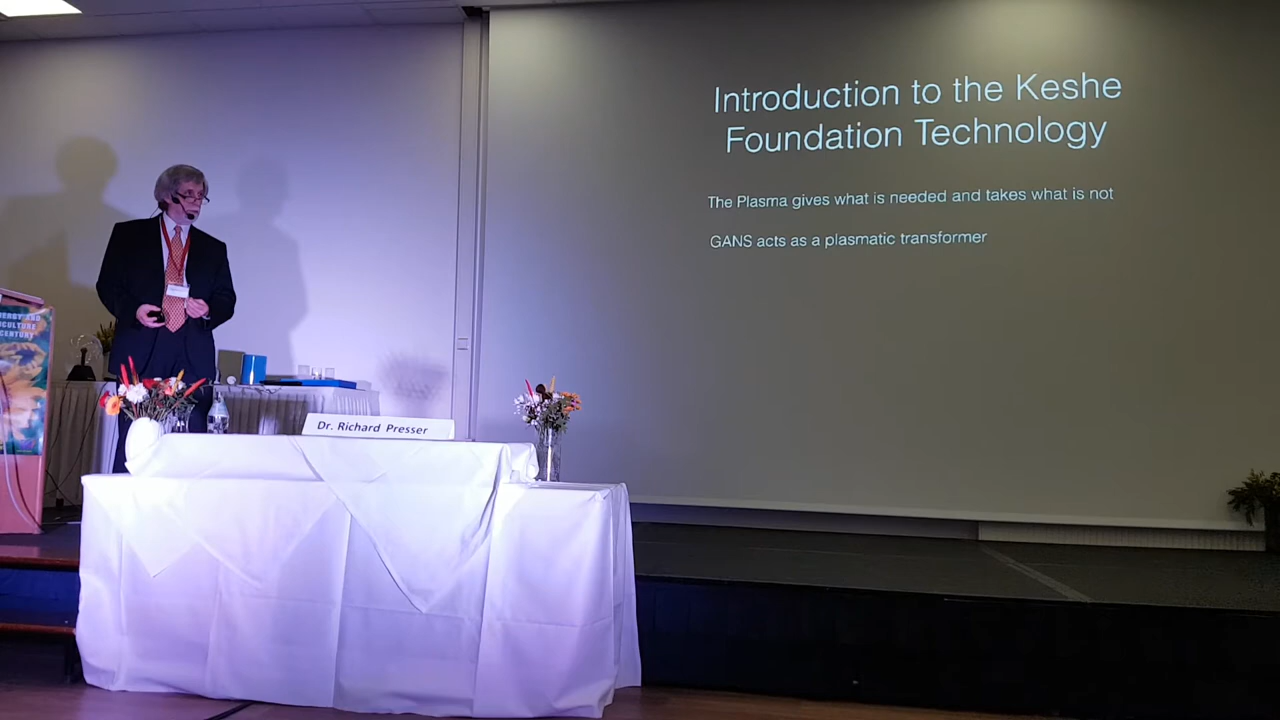 Introduction to the Keshe
Foundation Technology
The Plasma gives what is needed and takes what is not
GANS acts as a plasmatic transformer
Dr. Richard Presser
CENTURY